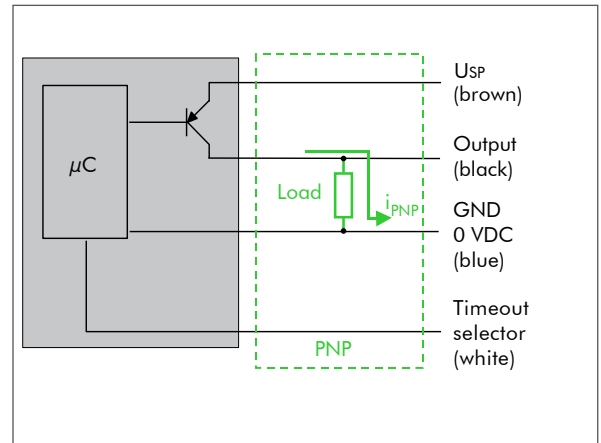 USP
(brown)
μC
Output
(black)
Load
iPNP
GND
0 VDC
(blue)
Timeout
selector
(white)
PNP